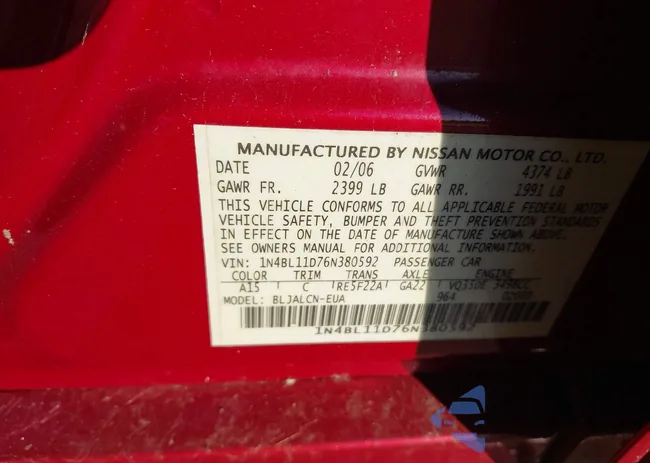 MANUFACTURED BY NISSAN MOTOR CO., LTD.
DATE 02/06 GVWR 4374 LB
GAWR FR. 2399 LB GAWR RR. 1991 LB
THIS VEHICLE CONFORMS TO ALL APPLICABLE FEDERAL MOTOR
VEHICLE SAFETY, BUMPER AND THEFT PREVENTION STANDARDS
IN EFFECT ON THE DATE OF MANUFACTURE SHOWN ABOVE.
SEE OWNERS MANUAL FOR ADDITIONAL INFORMATION.
VIN: 1N4BL11D76N380592 PASSENGER CAR
COLOR TRIM TRANS AXLE ENGINE
A15 C RE5F22A GA22 VQ35DE 3498CC
MODEL: BLJALCN-EUA 964
1N4BL11D76N380592